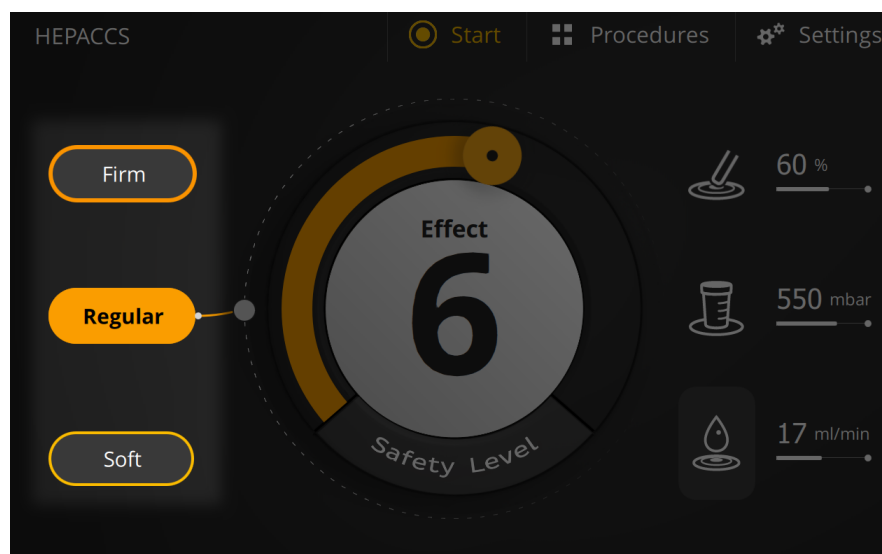 HEPACCS
Start
Procedures
Settings
Firm
Regular
Soft
Effect
6
Safety Level
60 %
550 mbar
17 ml/min